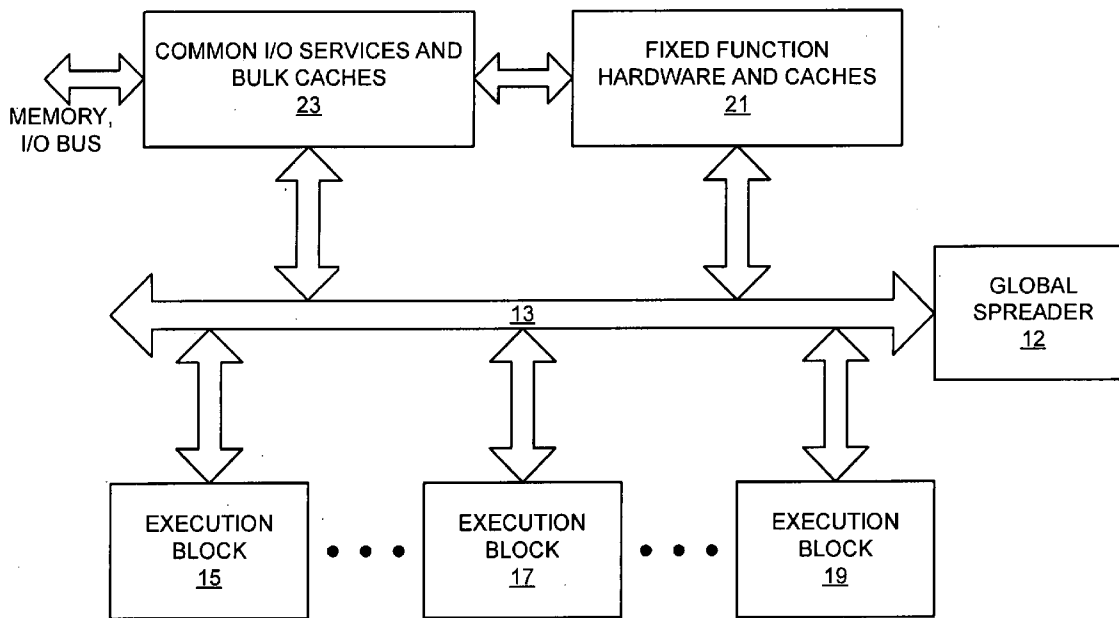 COMMON I/O SERVICES AND
BULK CACHES
23
FIXED FUNCTION
HARDWARE AND CACHES
21
MEMORY,
I/O BUS
13
GLOBAL
SPREADER
12
EXECUTION
BLOCK
15
EXECUTION
BLOCK
17
EXECUTION
BLOCK
19